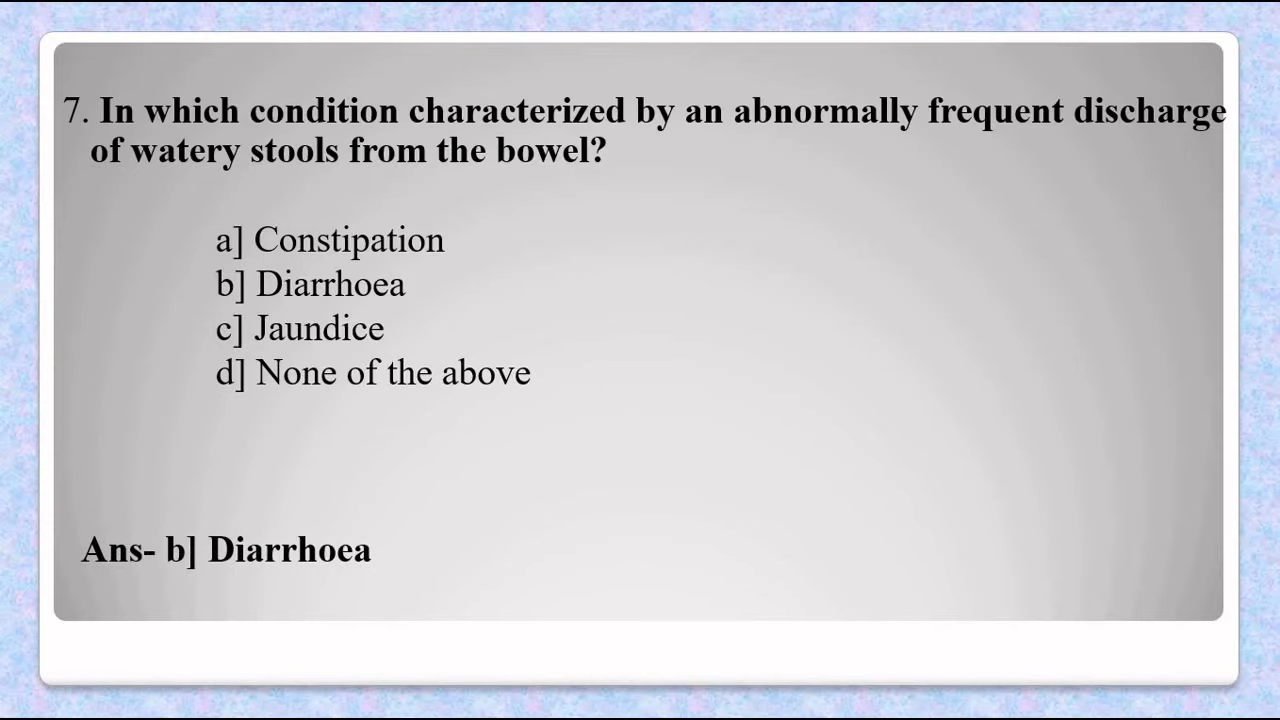 7. In which condition characterized by an abnormally frequent discharge
of watery stools from the bowel?
a] Constipation
b] Diarrhoea
c] Jaundice
d] None of the above
Ans- b] Diarrhoea